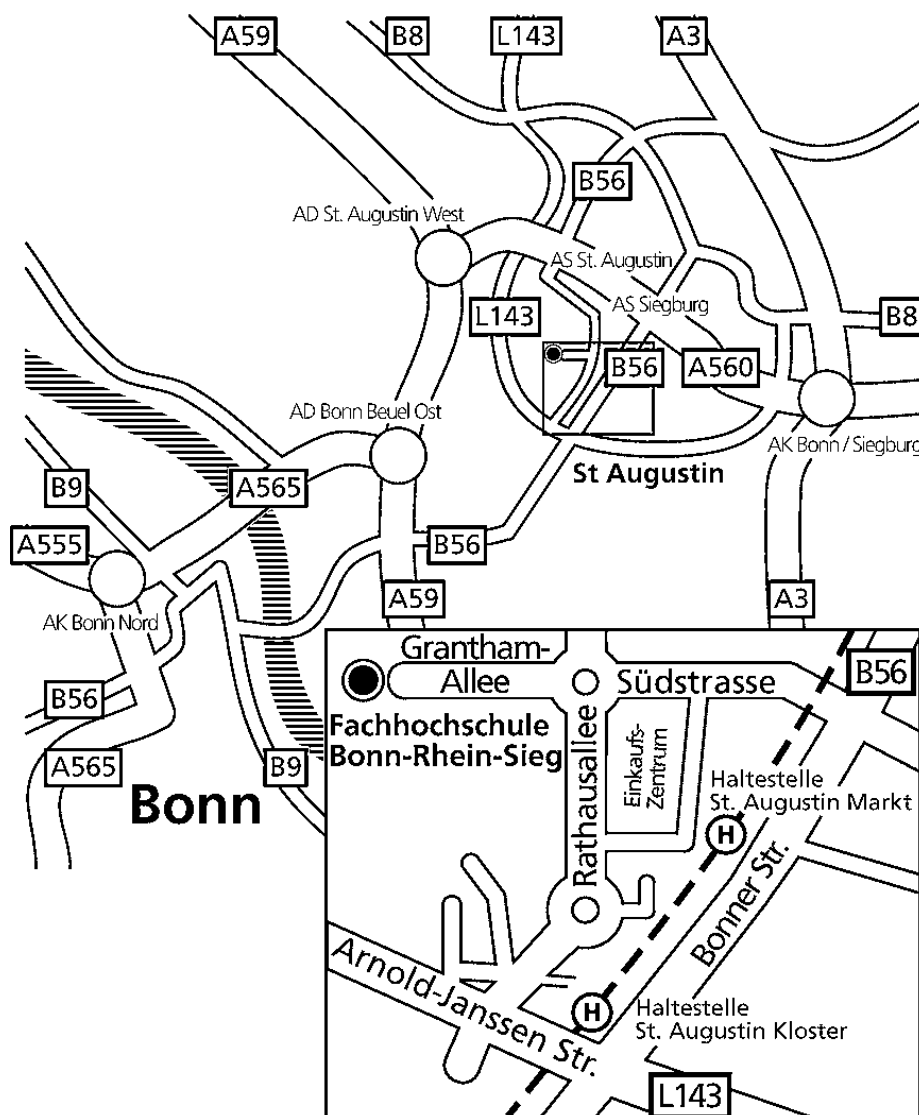 A59
B8
L143
A3
B56
AD St. Augustin West
AS St. Augustin
AS Siegburg
L143
B8
B56
A560
AD Bonn Beuel Ost
AK Bonn / Siegburg
St Augustin
B9
A565
A555
B56
A59
A3
AK Bonn Nord
B56
A565
B9
Bonn
Grantham-
Allee
Südstrasse
B56
Fachhochschule
Bonn-Rhein-Sieg
Rathausallee
Einkaufs-
Zentrum
Haltestelle
St. Augustin Markt
H
Bonner Str.
Arnold-Janssen Str.
H
Haltestelle
St. Augustin Kloster
L143